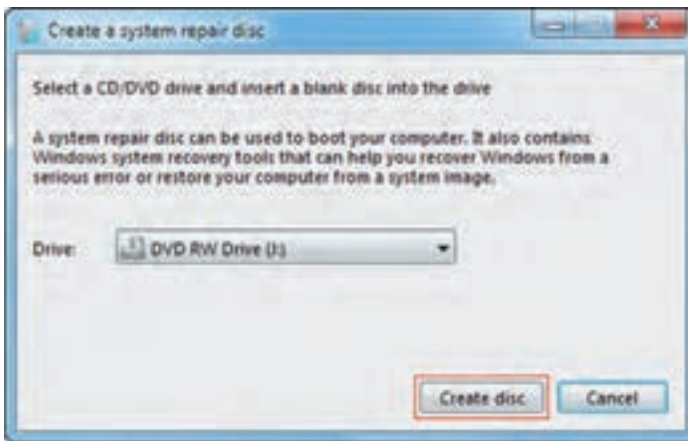 Create a system repair disc
Select a CD/DVD drive and insert a blank disc into the drive
A system repair disc can be used to boot your computer. It also contains
Windows system recovery tools that can help you recover Windows from a
serious error or restore your computer from a system image.
Drive: DVD RW Drive (J:)
Create disc Cancel